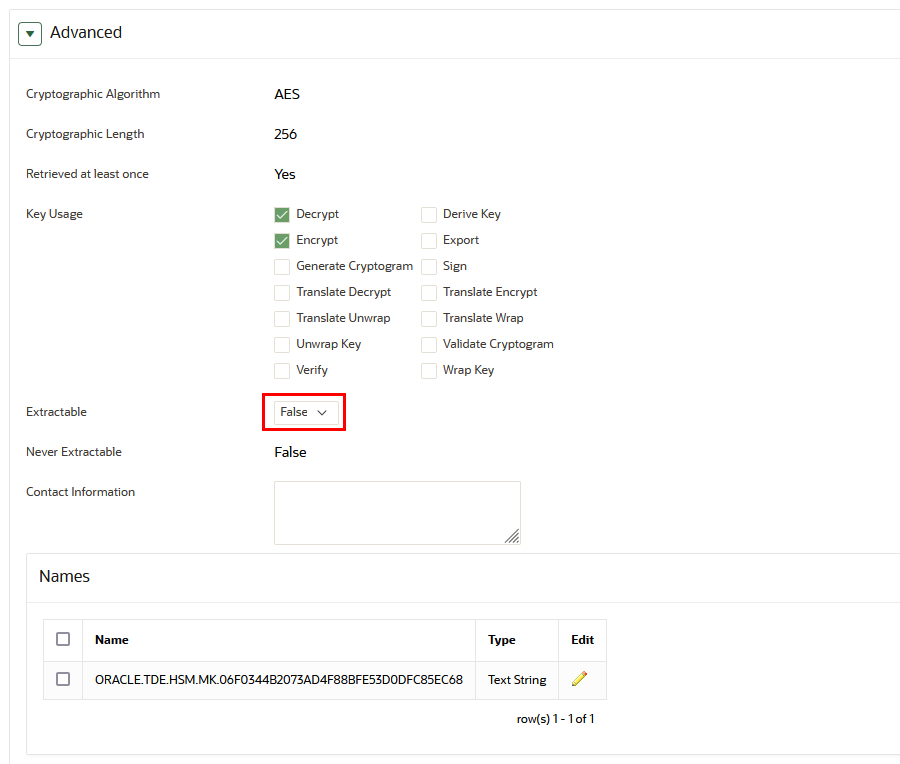 Advanced
Cryptographic Algorithm AES
Cryptographic Length 256
Retrieved at least once Yes
Key Usage Decrypt Derive Key
Encrypt Export
Generate Cryptogram Sign
Translate Decrypt Translate Encrypt
Translate Unwrap Translate Wrap
Unwrap Key Validate Cryptogram
Verify Wrap Key
Extractable False
Never Extractable False
Contact Information
Names
Name Type Edit
ORACLE.TDE.HSM.MK.06F0344B2073AD4F88BFE53D0DFC85EC68 Text String
row(s) 1 - 1 of 1